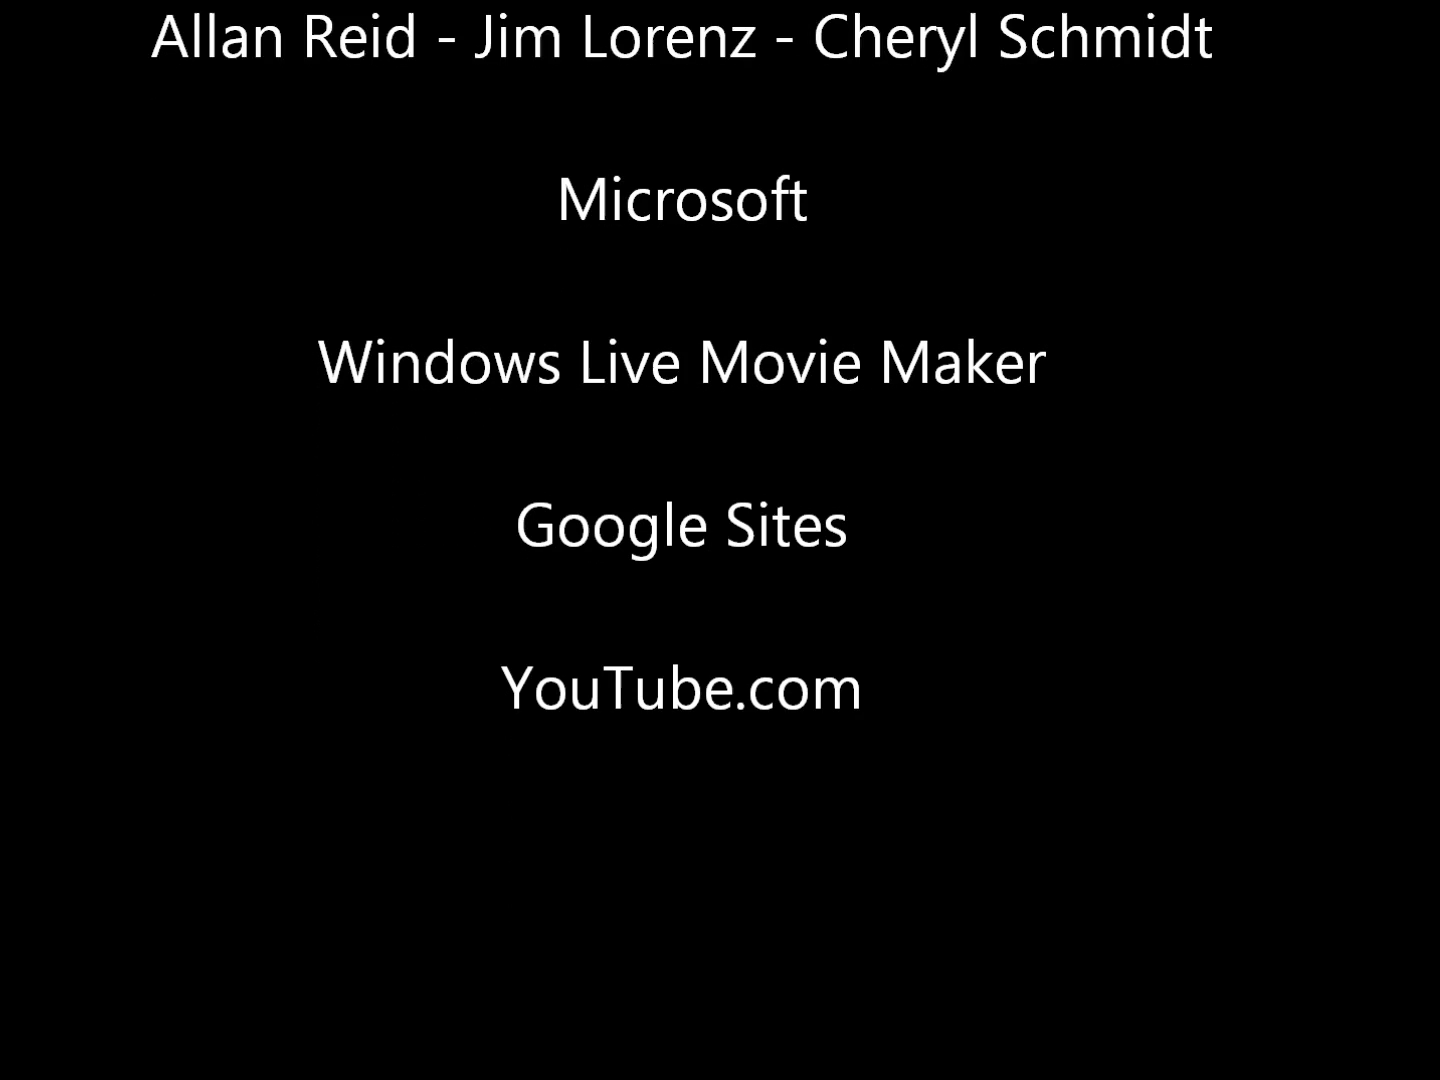 Allan Reid - Jim Lorenz - Cheryl Schmidt
Microsoft
Windows Live Movie Maker
Google Sites
YouTube.com